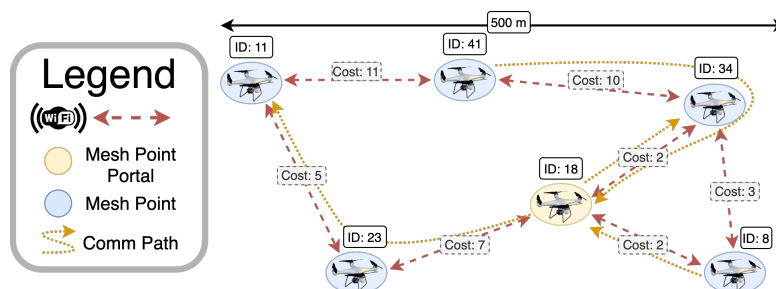 500 m
ID: 11
ID: 41
ID: 34
Legend
WiFi
Mesh Point
Portal
Mesh Point
Comm Path
Cost: 11
Cost: 10
Cost: 2
ID: 18
Cost: 5
Cost: 3
ID: 23
Cost: 7
Cost: 2
ID: 8